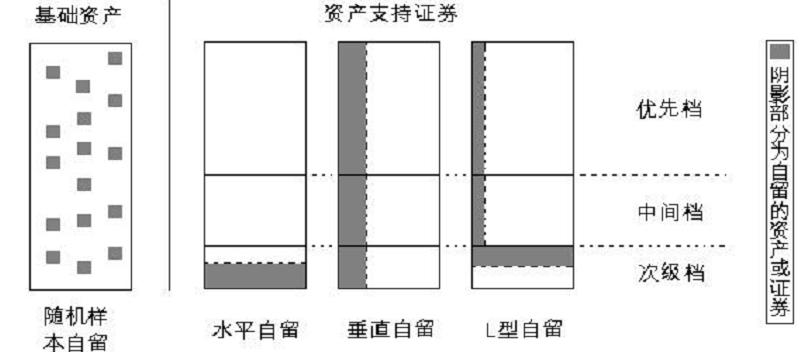 基础资产
资产支持证券
优先档
中间档
次级档
阴影部分为自留的资产或证券
随机样
本自留
水平自留
垂直自留
L型自留